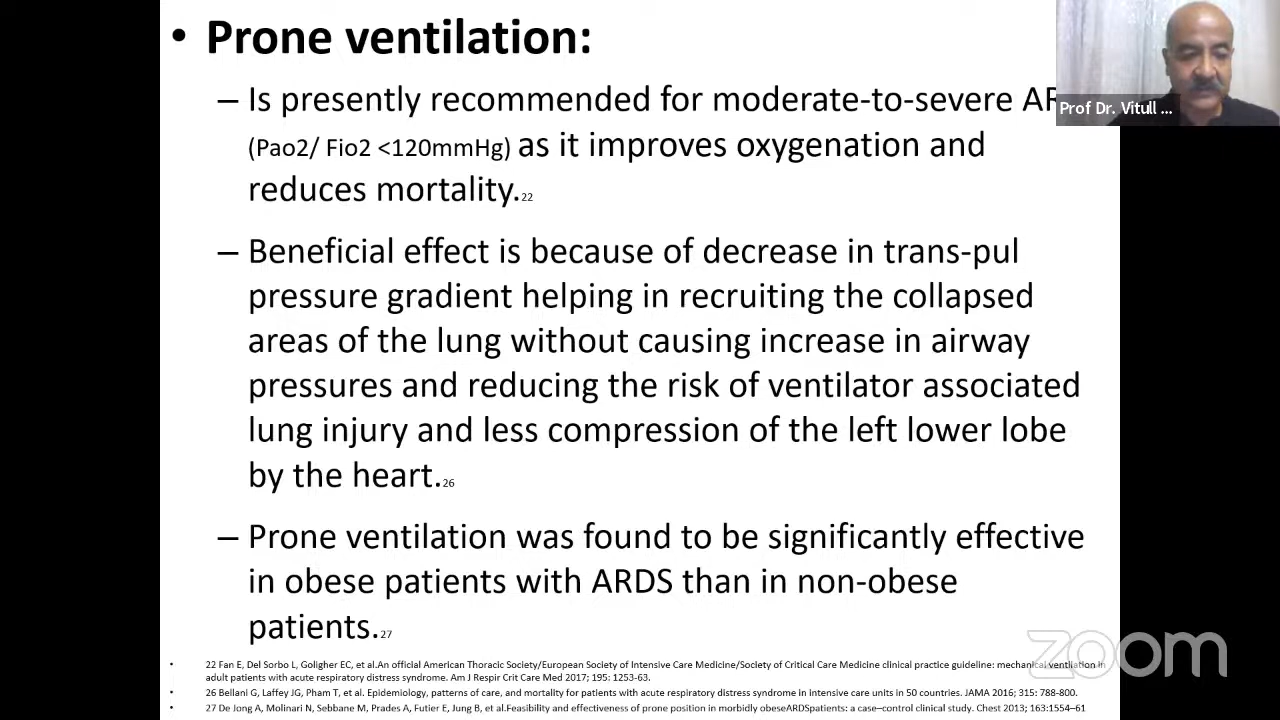 • Prone ventilation:
– Is presently recommended for moderate-to-severe AR
(Pao2/ Fio2 <120mmHg) as it improves oxygenation and
reduces mortality.22
– Beneficial effect is because of decrease in trans-pul
pressure gradient helping in recruiting the collapsed
areas of the lung without causing increase in airway
pressures and reducing the risk of ventilator associated
lung injury and less compression of the left lower lobe
by the heart.26
– Prone ventilation was found to be significantly effective
in obese patients with ARDS than in non-obese
patients.27
• 22 Fan E, Del Sorbo L, Goligher EC, et al.An official American Thoracic Society/European Society of Intensive Care Medicine/Society of Critical Care Medicine clinical practice guideline: mechanical ventilation in
adult patients with acute respiratory distress syndrome. Am J Respir Crit Care Med 2017; 195: 1253-63.
• 26 Bellani G, Laffey JG, Pham T, et al. Epidemiology, patterns of care, and mortality for patients with acute respiratory distress syndrome in intensive care units in 50 countries. JAMA 2016; 315: 788-800.
• 27 De Jong A, Molinari N, Sebbane M, Prades A, Futier E, Jung B, et al.Feasibility and effectiveness of prone position in morbidly obeseARDSpatients: a case–control clinical study. Chest 2013; 163:1554–61
Prof Dr. Vitull ...
zoom